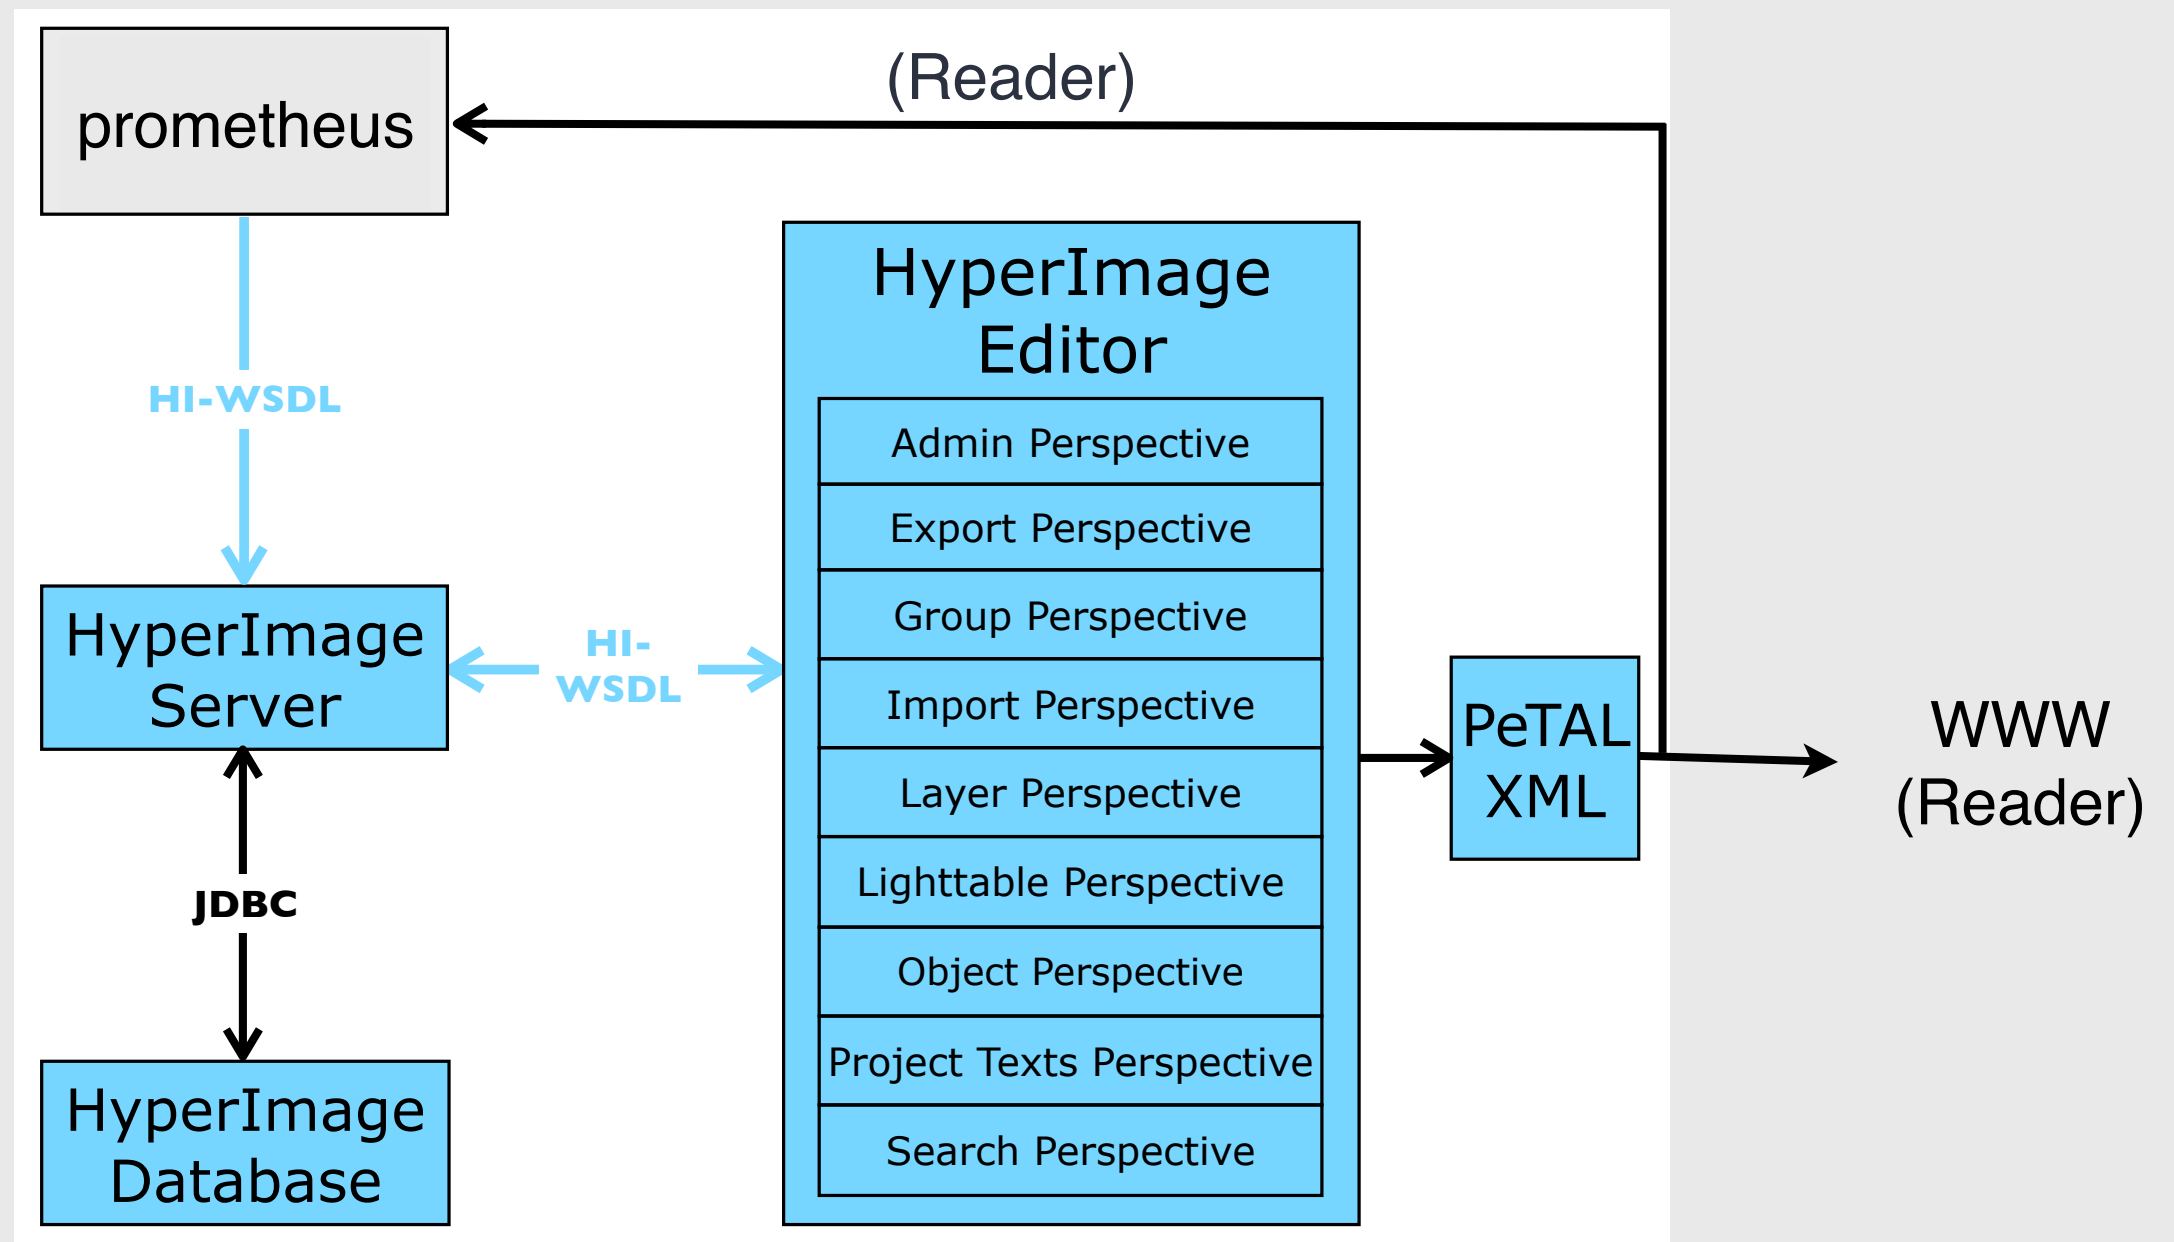 prometheus
(Reader)
HI-WSDL
HyperImage
Server
HI-
WSDL
JDBC
HyperImage
Database
HyperImage
Editor
Admin Perspective
Export Perspective
Group Perspective
Import Perspective
Layer Perspective
Lighttable Perspective
Object Perspective
Project Texts Perspective
Search Perspective
PeTAL
XML
WWW
(Reader)